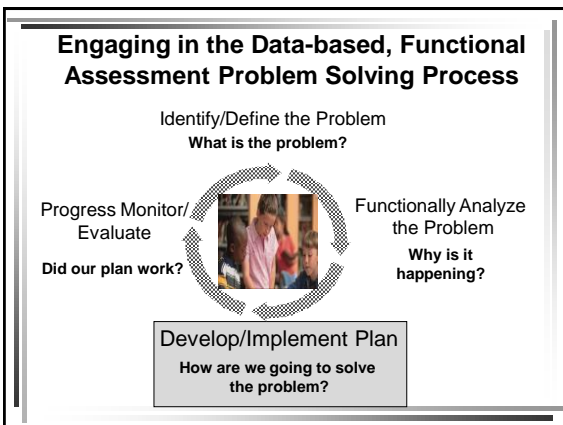 Engaging in the Data-based, Functional
Assessment Problem Solving Process
Identify/Define the Problem
What is the problem?
Functionally Analyze
the Problem
Why is it
happening?
Develop/Implement Plan
How are we going to solve
the problem?
Progress Monitor/
Evaluate
Did our plan work?